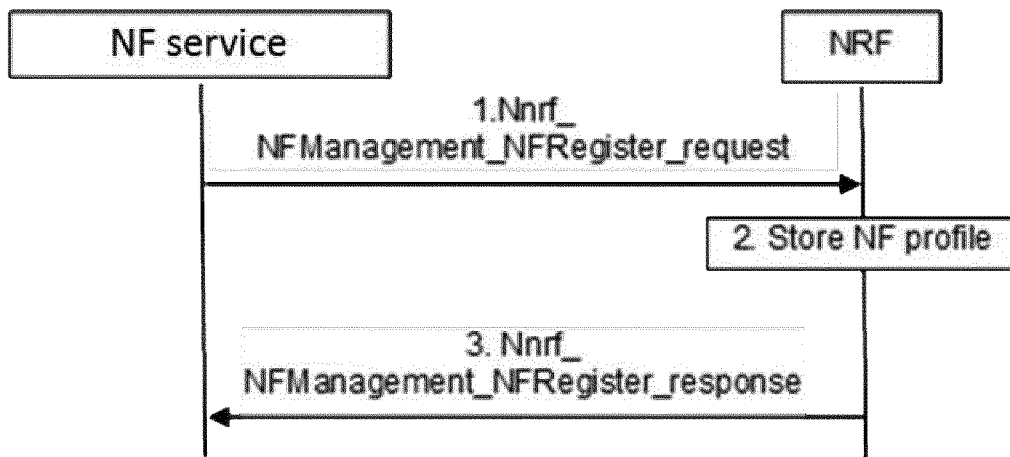 NF service
NRF
1.Nnrf_
NFManagement_NFRegister_request
2. Store NF profile
3. Nnrf_
NFManagement_NFRegister_response